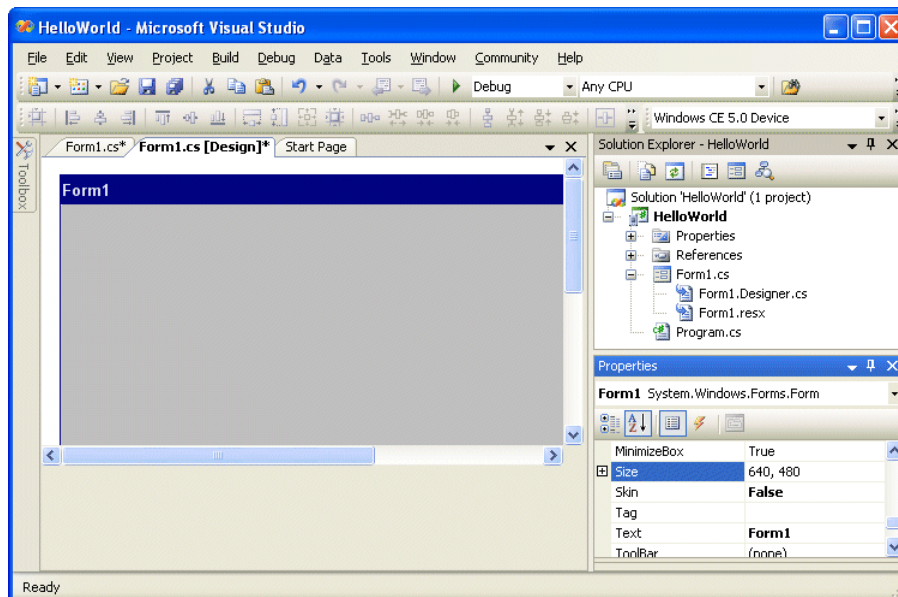 HelloWorld - Microsoft Visual Studio
File Edit View Project Build Debug Data Tools Window Community Help
Debug Any CPU
Windows CE 5.0 Device
Toolbox
Form1.cs* Form1.cs [Design]* Start Page
Form1
Solution Explorer - HelloWorld
Solution 'HelloWorld' (1 project)
HelloWorld
Properties
References
Form1.cs
Form1.Designer.cs
Form1.resx
Program.cs
Properties
Form1 System.Windows.Forms.Form
MinimizeBox True
Size 640, 480
Skin False
Tag
Text Form1
ToolBar (none)
Ready